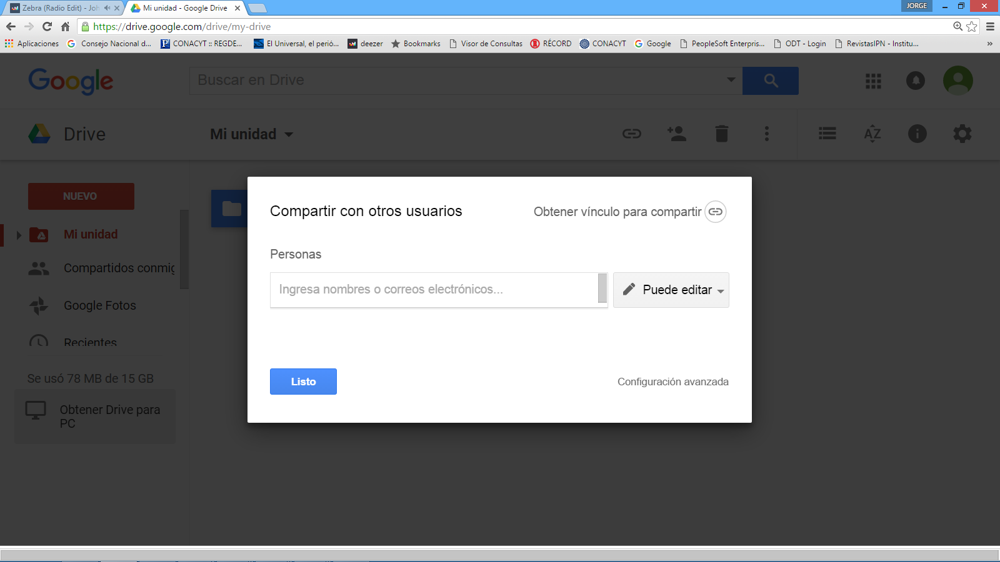 Zebra (Radio Edit) - Joh
Mi unidad - Google Drive
JORGE
https://drive.google.com/drive/my-drive
Aplicaciones
Consejo Nacional d...
CONACYT :: REGDE...
El Universal, el perió...
deezer
Bookmarks
Visor de Consultas
RÉCORD
CONACYT
Google
PeopleSoft Enterpris...
ODT - Login
RevistasIPN - Institu...
»
Google
Buscar en Drive
Drive
Mi unidad
AZ
NUEVO
Mi unidad
Compartidos conmig
Google Fotos
Recientes
Se usó 78 MB de 15 GB
Obtener Drive para
PC
Compartir con otros usuarios
Obtener vínculo para compartir
Personas
Ingresa nombres o correos electrónicos...
Puede editar
Listo
Configuración avanzada